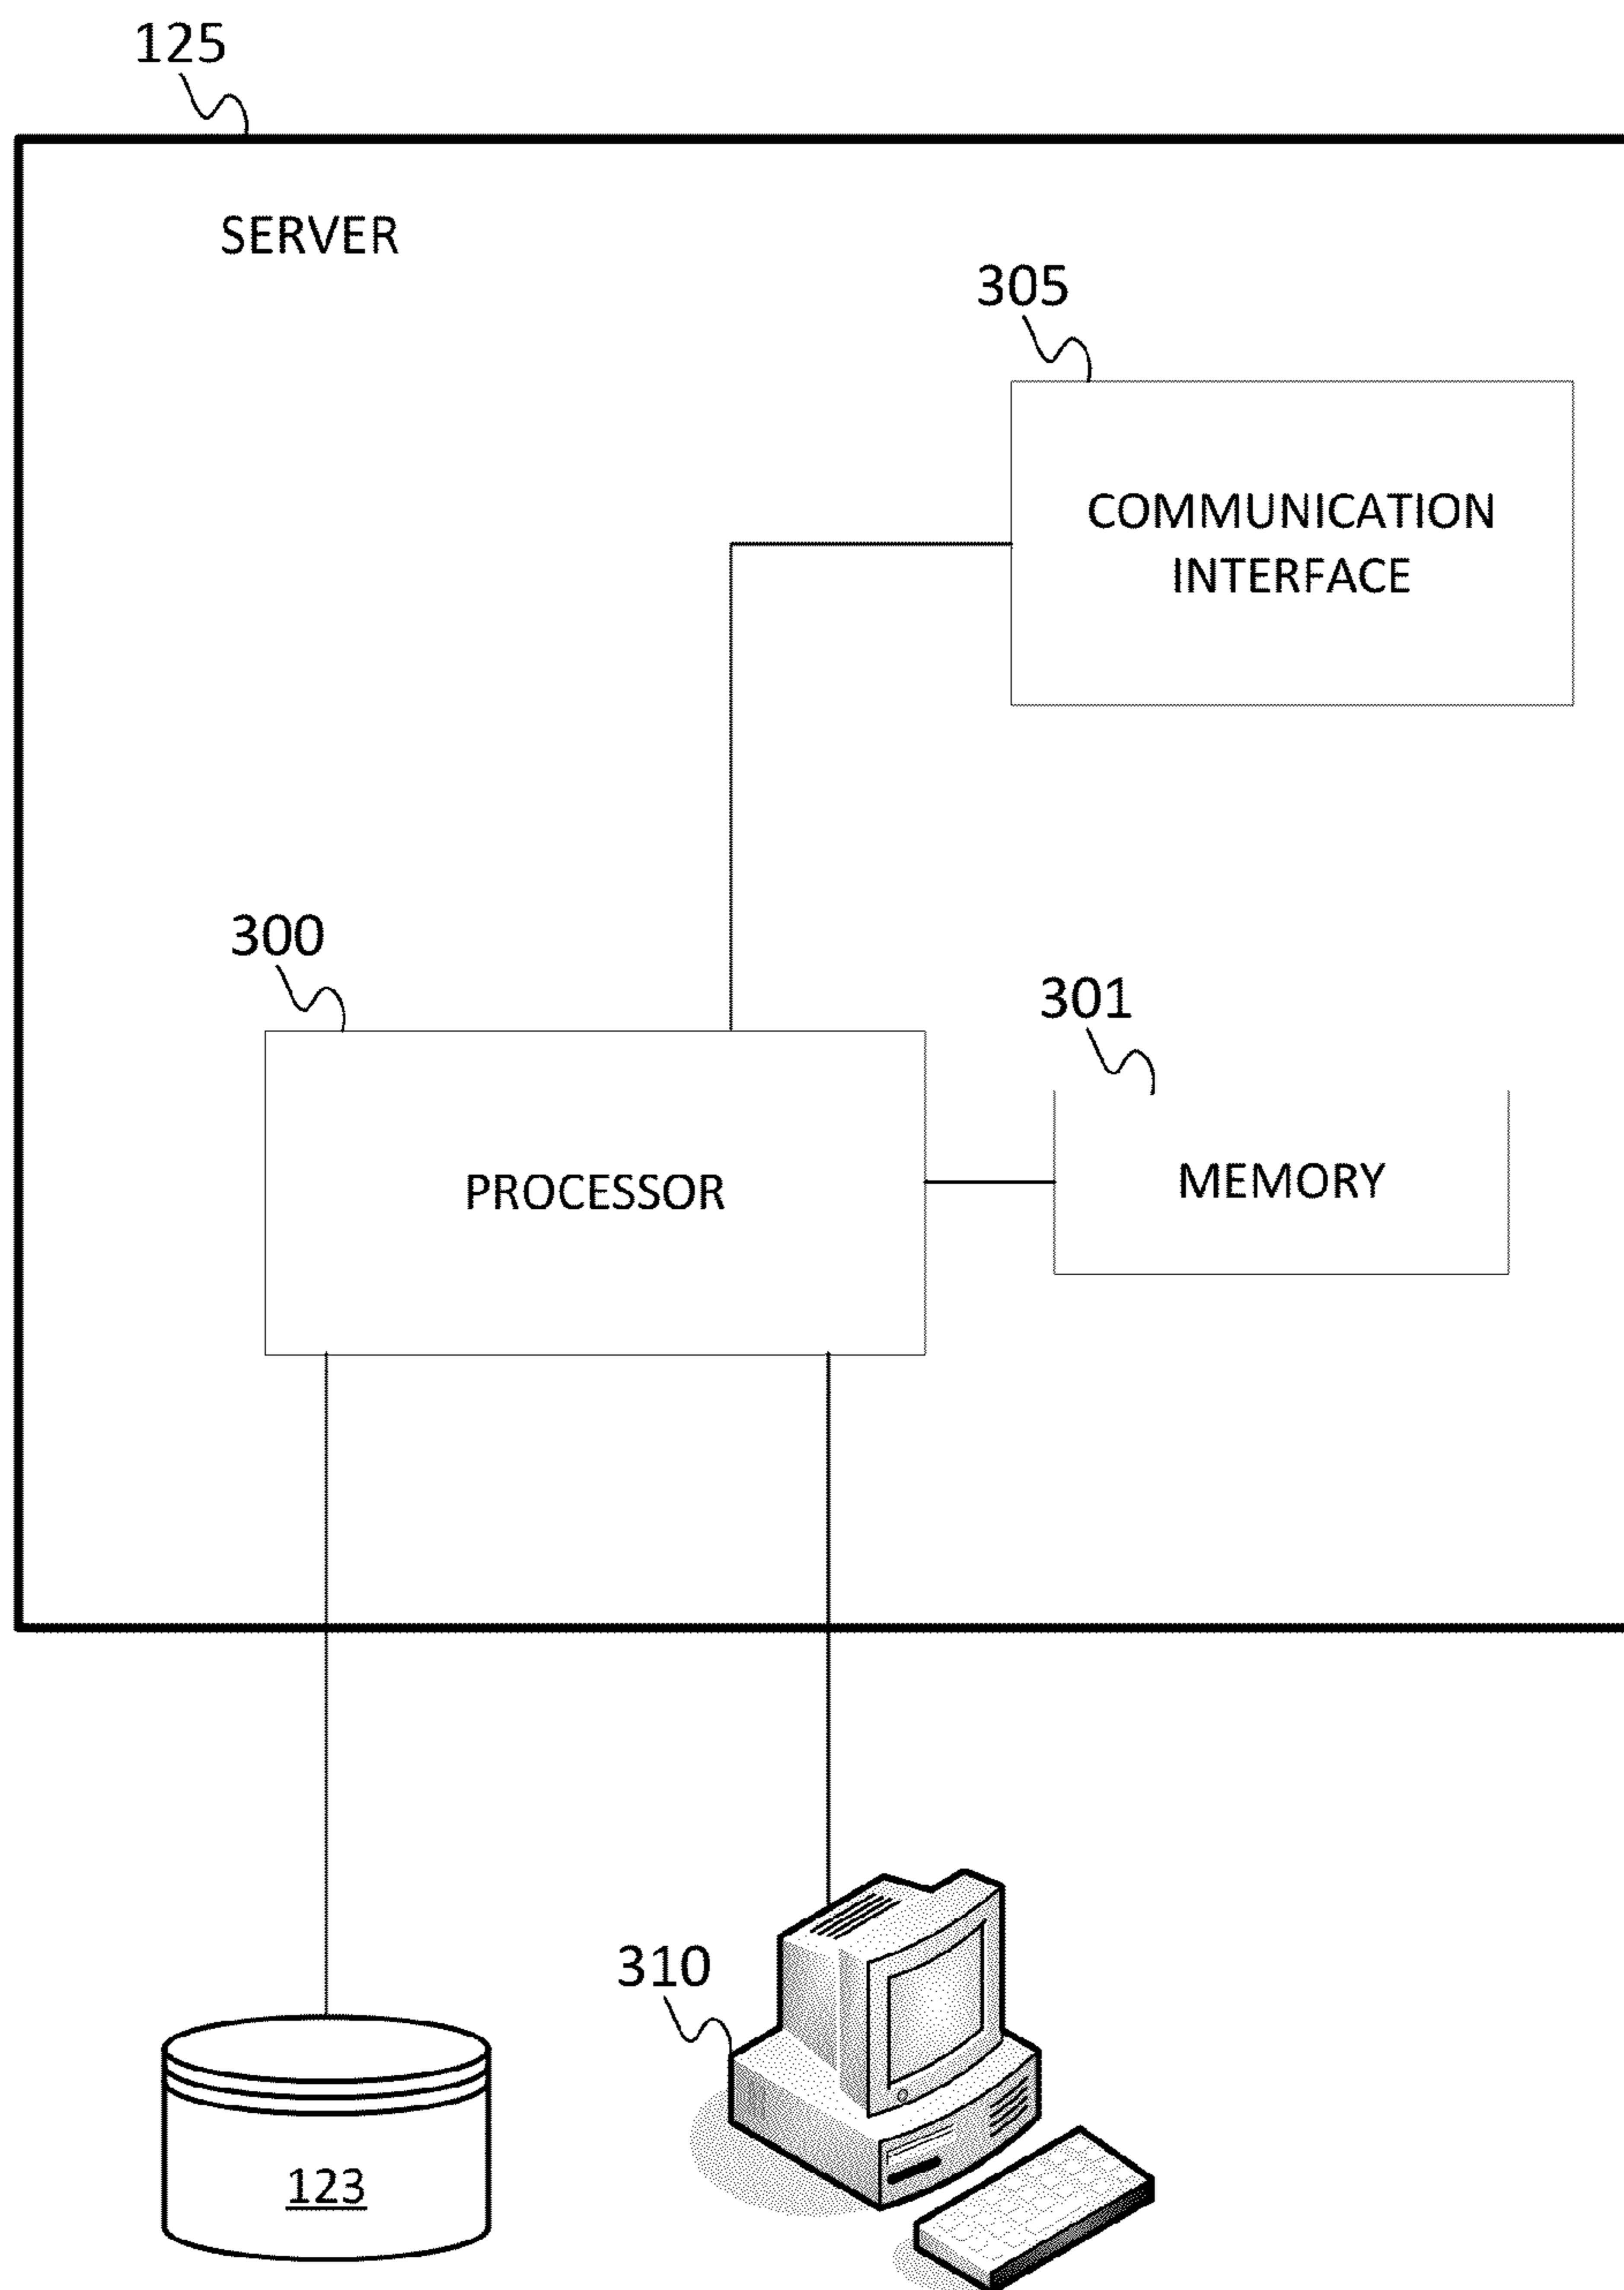 125
SERVER
305
COMMUNICATION
INTERFACE
300
301
PROCESSOR
MEMORY
310
123